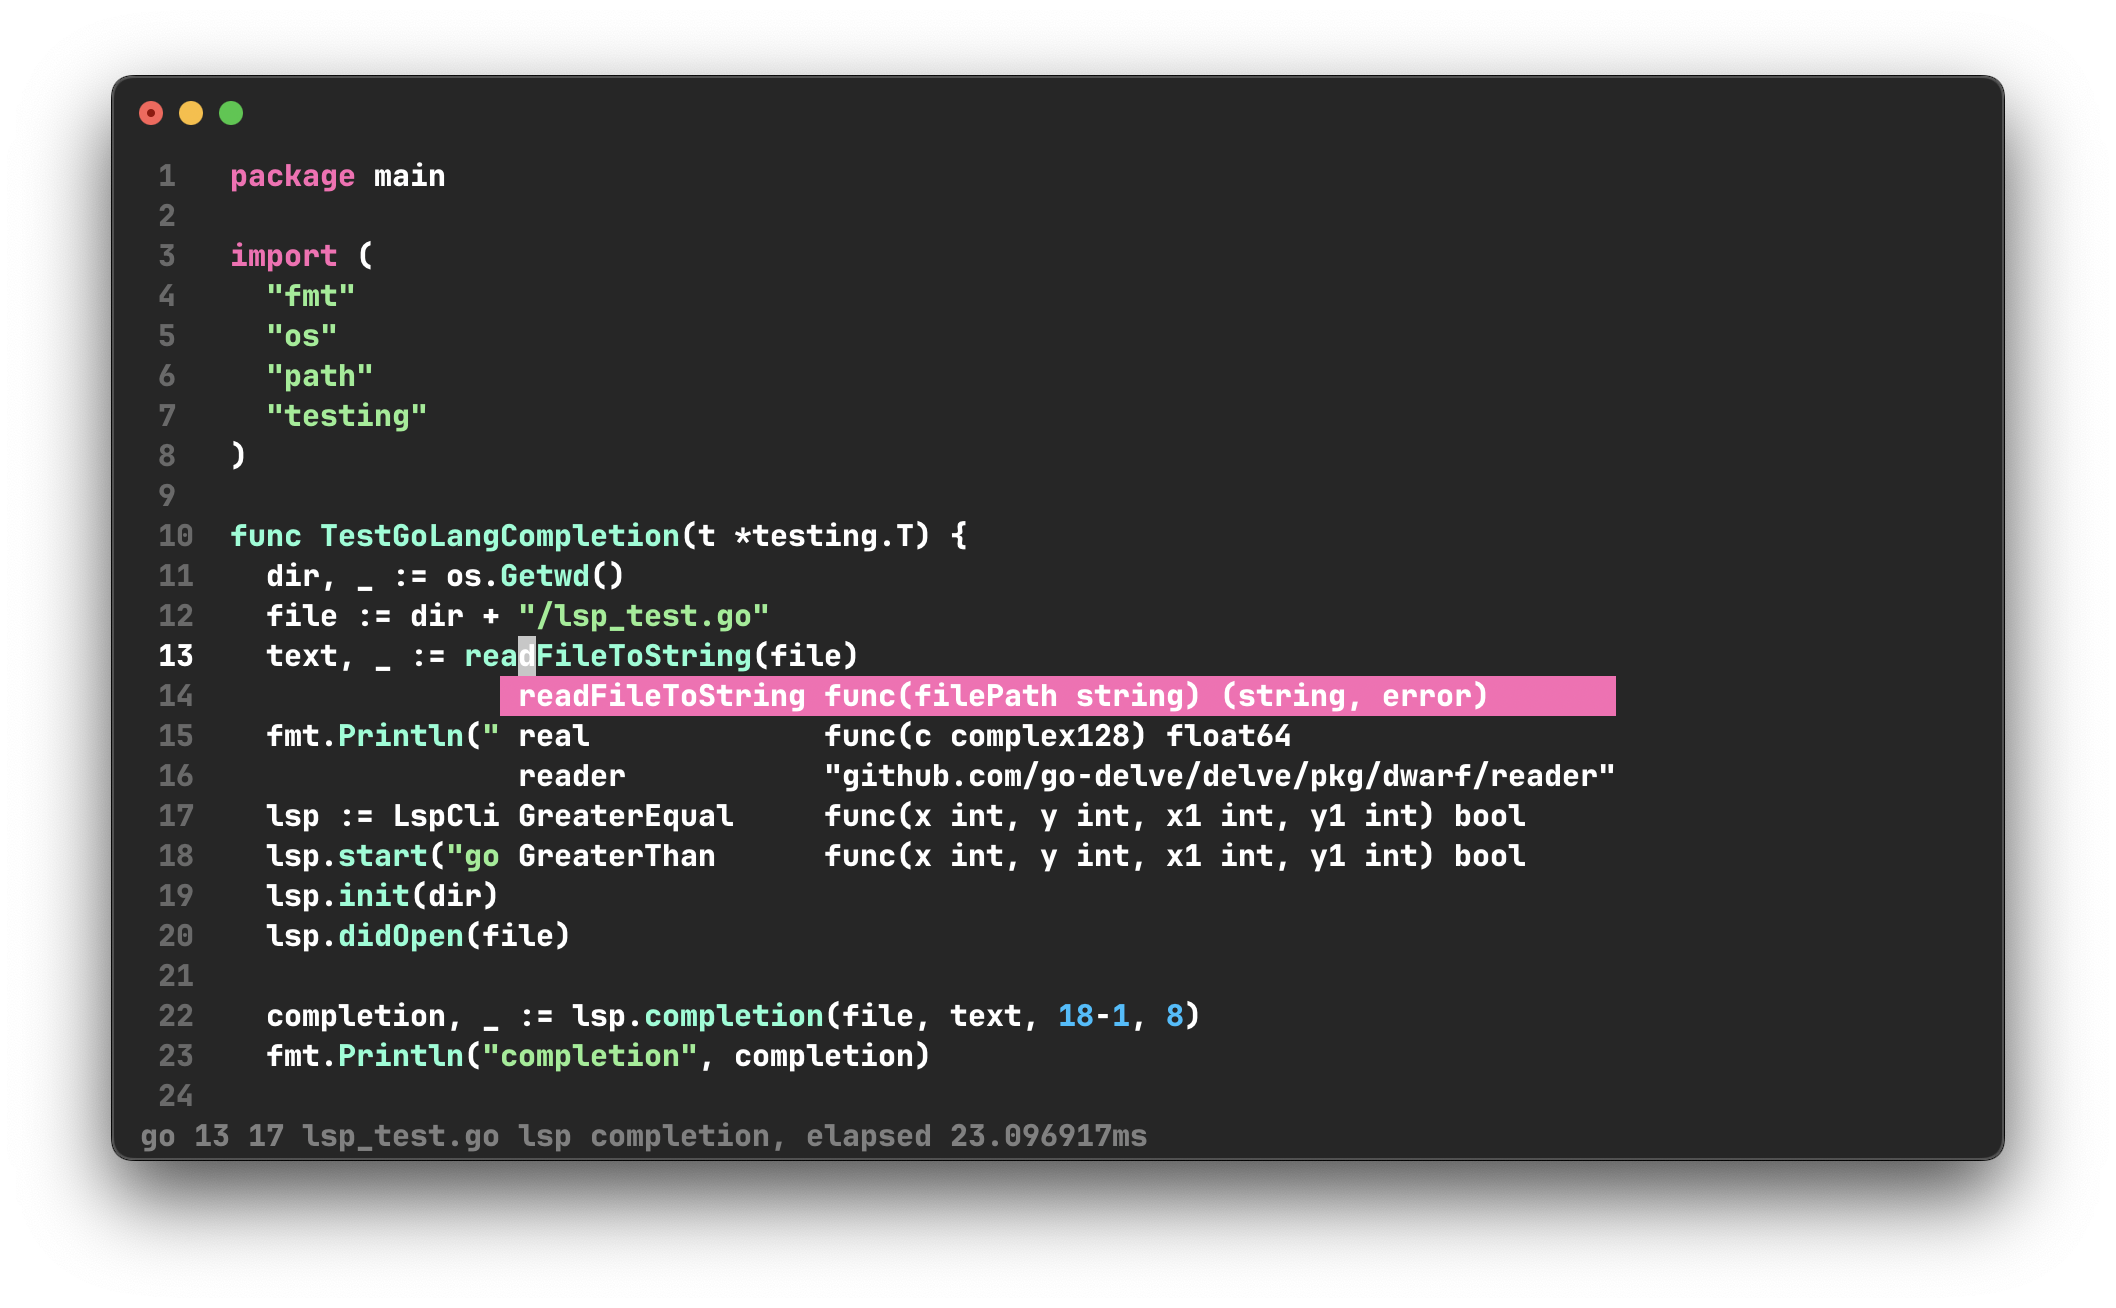 1 package main
2
3 import (
4 "fmt"
5 "os"
6 "path"
7 "testing"
8 )
9
10 func TestGoLangCompletion(t *testing.T) {
11 dir, _ := os.Getwd()
12 file := dir + "/lsp_test.go"
13 text, _ := readFileToString(file)
14 readFileToString func(filePath string) (string, error)
15 fmt.Println(" real func(c complex128) float64
16 reader "github.com/go-delve/delve/pkg/dwarf/reader"
17 lsp := LspCli GreaterEqual func(x int, y int, x1 int, y1 int) bool
18 lsp.start("go GreaterThan func(x int, y int, x1 int, y1 int) bool
19 lsp.init(dir)
20 lsp.didOpen(file)
21
22 completion, _ := lsp.completion(file, text, 18-1, 8)
23 fmt.Println("completion", completion)
24
go 13 17 lsp_test.go lsp completion, elapsed 23.096917ms